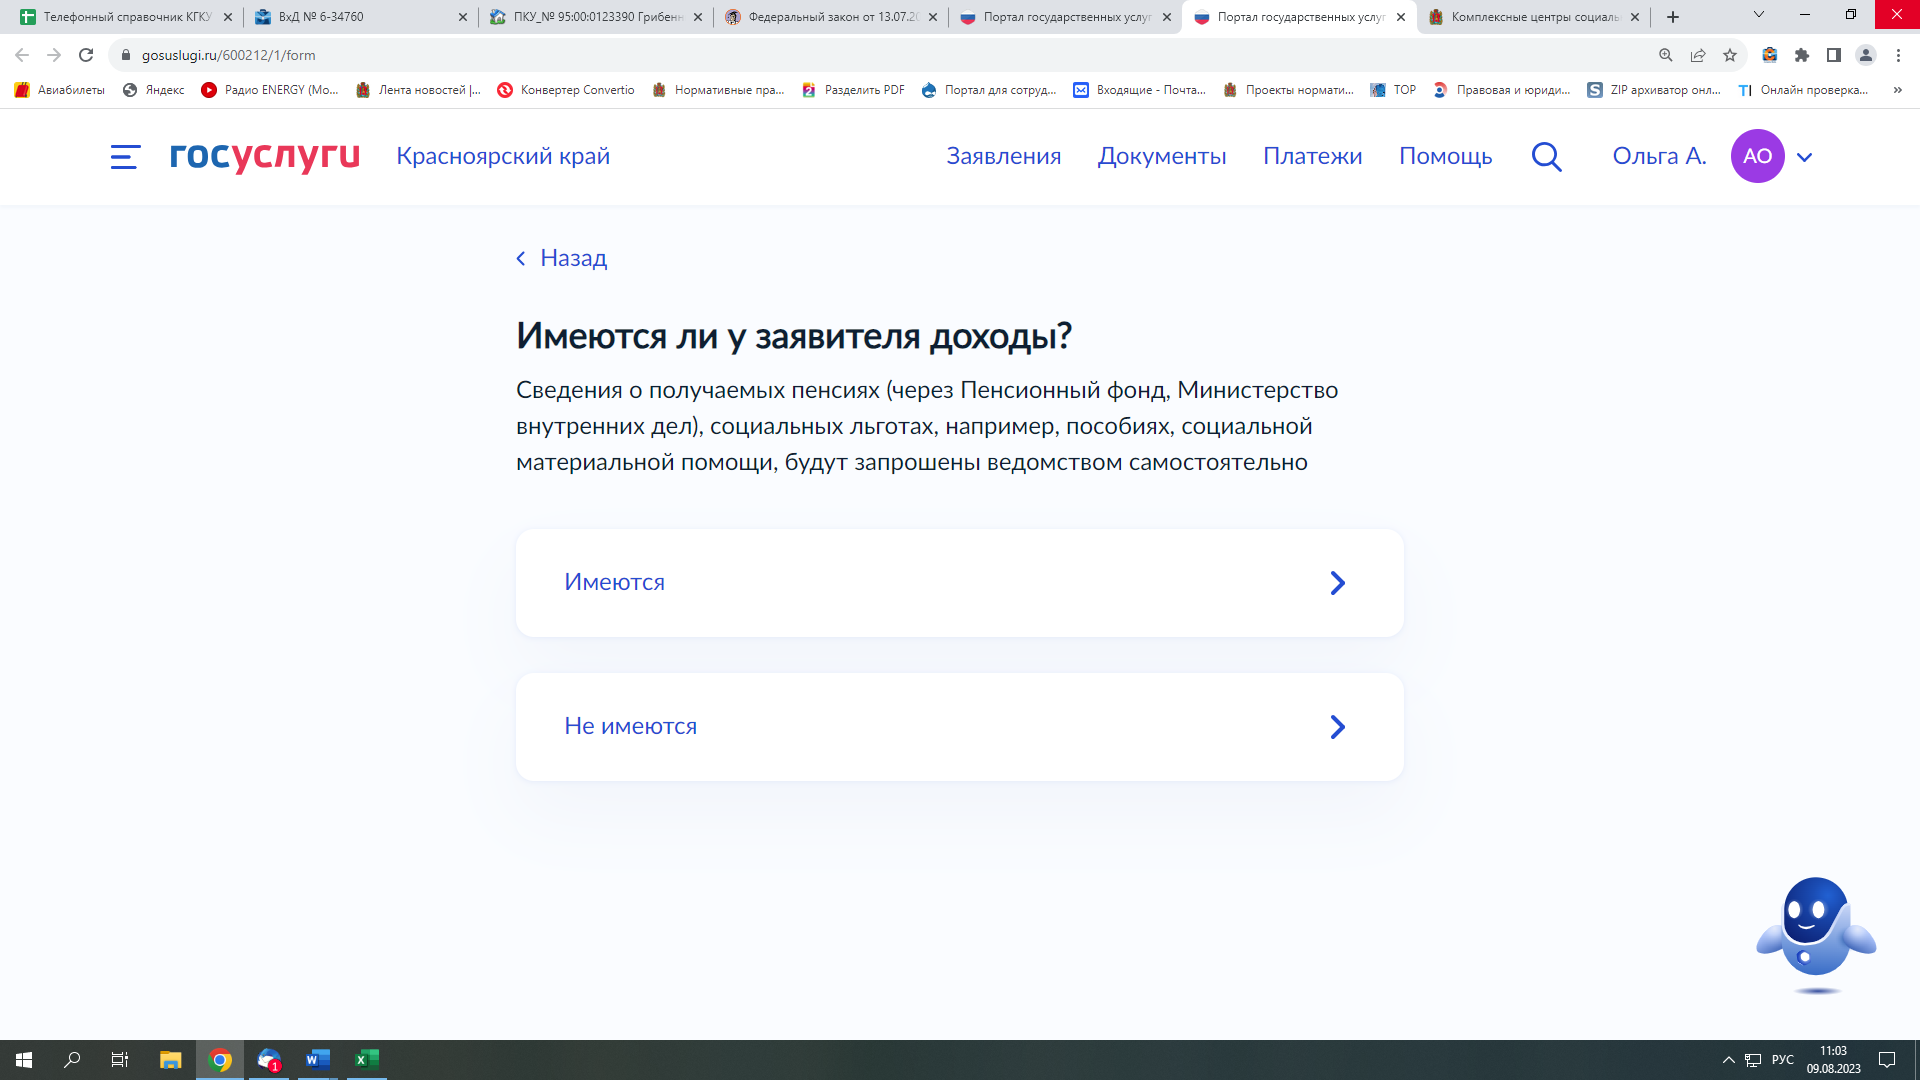 Телефонный справочник КГКУ
ВхД № 6-34760
ПКУ_№ 95:00:0123390 Грибенн
Федеральный закон от 13.07.20
Портал государственных услуг
Портал государственных услуг
Комплексные центры социаль
gosuslugi.ru/600212/1/form
Авиабилеты
Яндекс
Радио ENERGY (Мо...
Лента новостей |...
Конвертер Convertio
Нормативные пра...
Разделить PDF
Портал для сотруд...
Входящие - Почта...
Проекты нормати...
ТОР
Правовая и юриди...
ZIP архиватор онл...
Онлайн проверка...
госуслуги
Красноярский край
Заявления
Документы
Платежи
Помощь
Ольга А.
АО
Назад
Имеются ли у заявителя доходы?
Сведения о получаемых пенсиях (через Пенсионный фонд, Министерство
внутренних дел), социальных льготах, например, пособиях, социальной
материальной помощи, будут запрошены ведомством самостоятельно
Имеются
Не имеются
1
РУС
11:03
09.08.2023